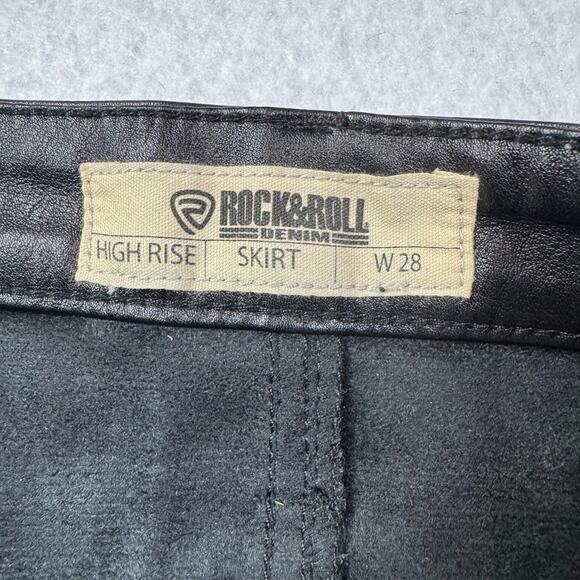 ROCK&ROLL
DENIM
HIGH RISE SKIRT W 28